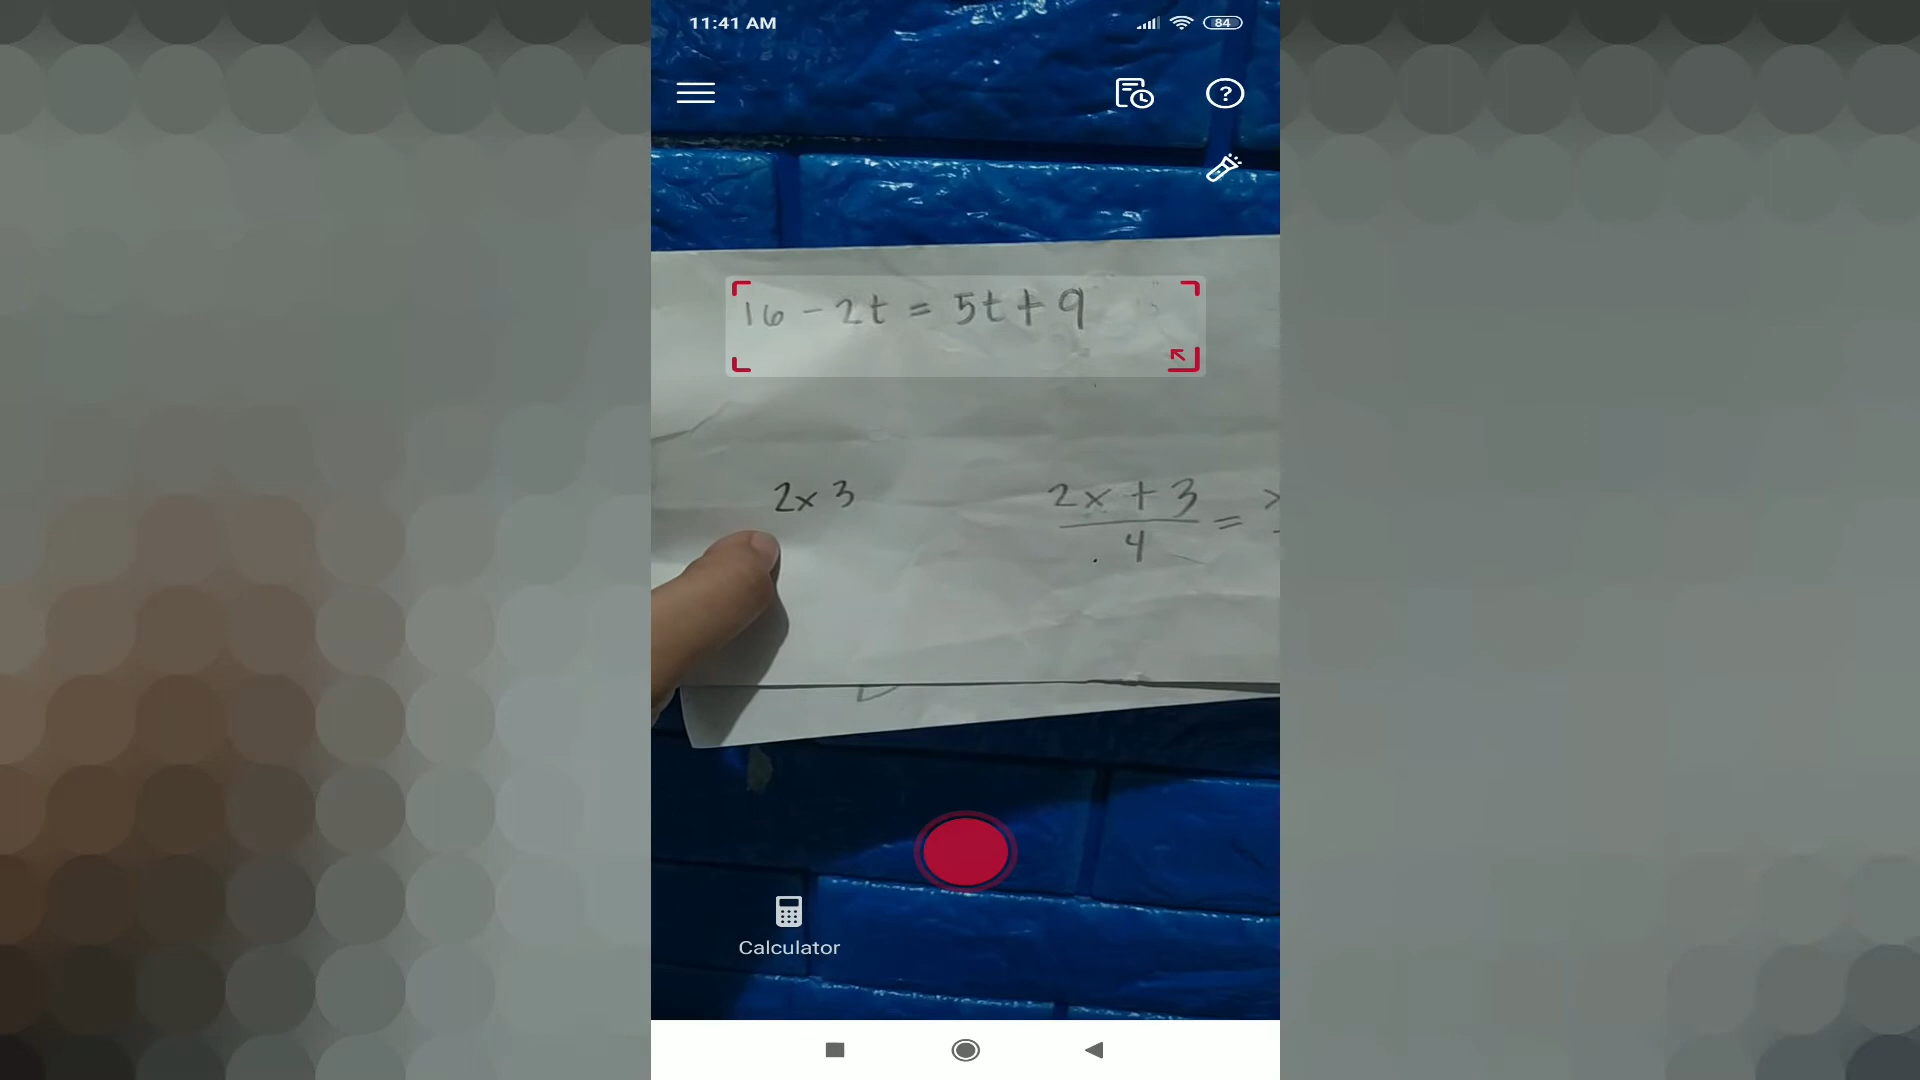 11:41 AM
84
?
16 - 2t = 5t + 9
2x 3
2x + 3
=
4
Calculator